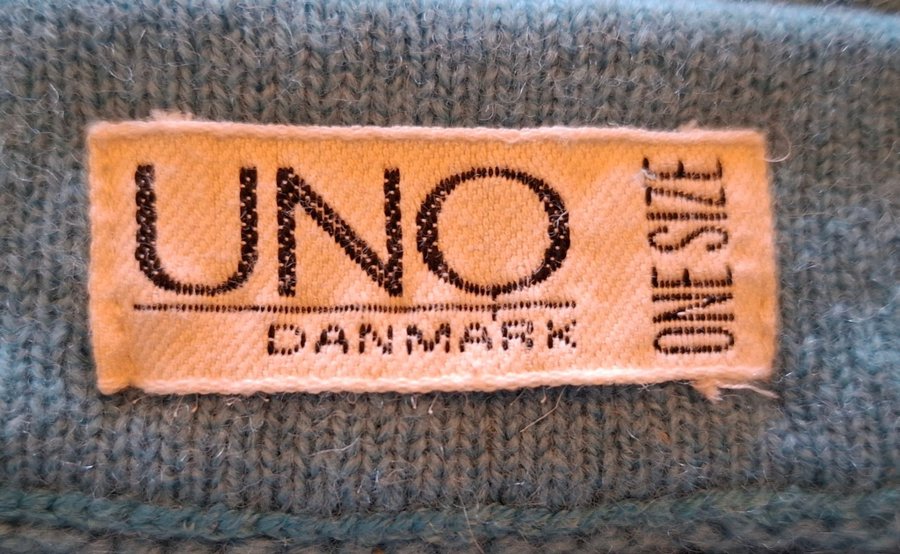 UNO
DANMARK
ONE SIZE